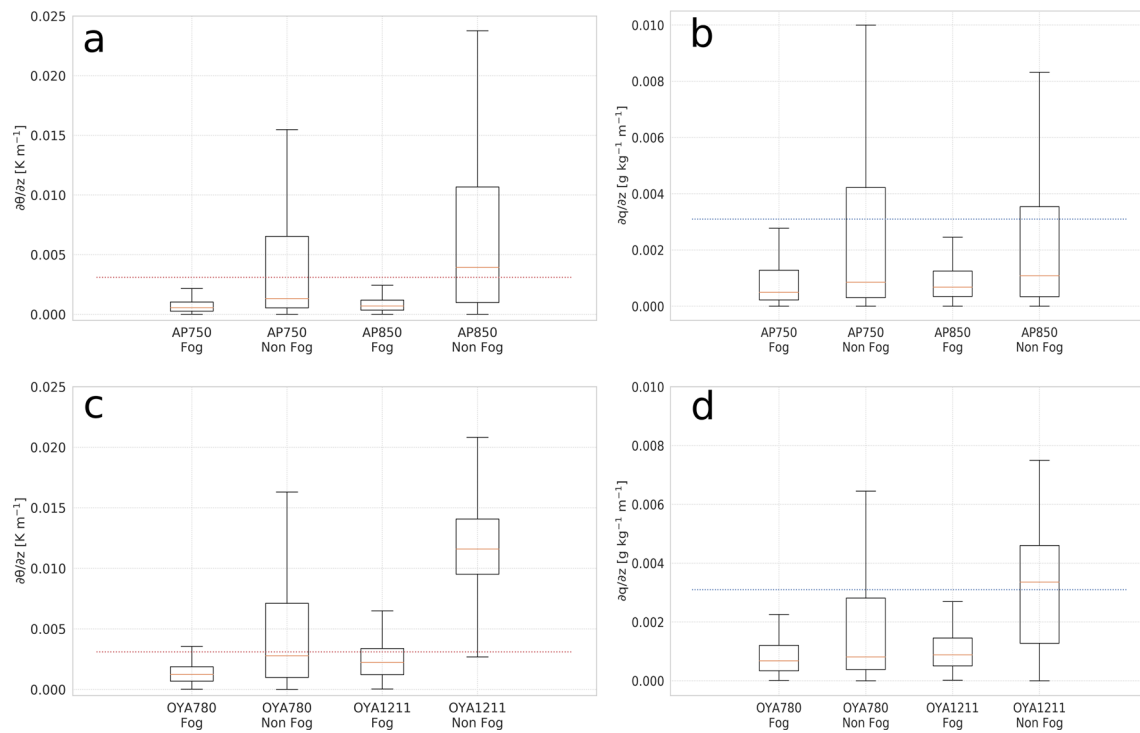 a
∂θ/∂z [K m⁻¹]
0.025
0.020
0.015
0.010
0.005
0.000
AP750
Fog
AP750
Non Fog
AP850
Fog
AP850
Non Fog
b
∂q/∂z [g kg⁻¹ m⁻¹]
0.010
0.008
0.006
0.004
0.002
0.000
AP750
Fog
AP750
Non Fog
AP850
Fog
AP850
Non Fog
c
∂θ/∂z [K m⁻¹]
0.025
0.020
0.015
0.010
0.005
0.000
OYA780
Fog
OYA780
Non Fog
OYA1211
Fog
OYA1211
Non Fog
d
∂q/∂z [g kg⁻¹ m⁻¹]
0.010
0.008
0.006
0.004
0.002
0.000
OYA780
Fog
OYA780
Non Fog
OYA1211
Fog
OYA1211
Non Fog